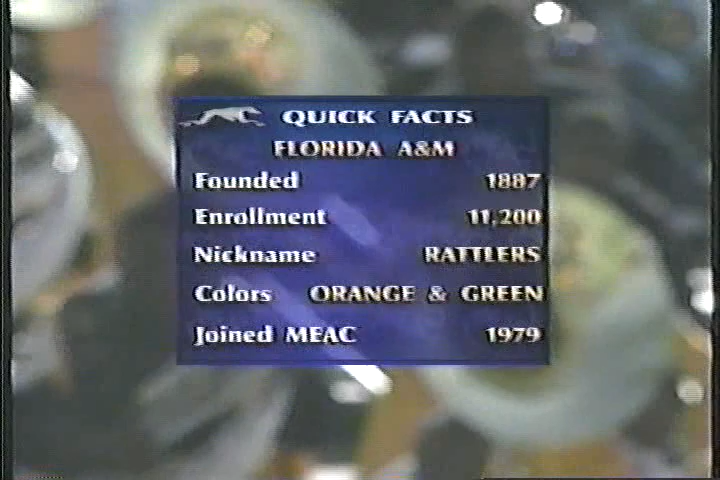 QUICK FACTS
FLORIDA A&M
Founded 1887
Enrollment 11,200
Nickname RATTLERS
Colors ORANGE & GREEN
Joined MEAC 1979